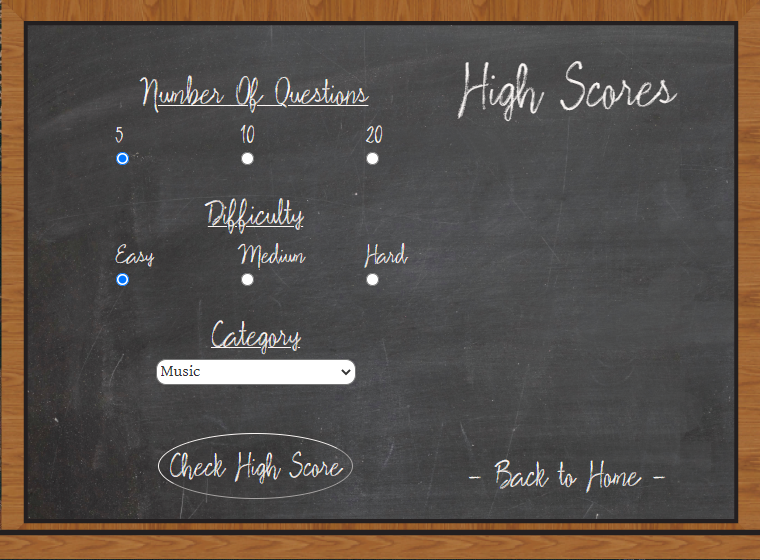 Number Of Questions
5 10 20
Difficulty
Easy Medium Hard
Category
Music
Check High Score
High Scores
- Back to Home -